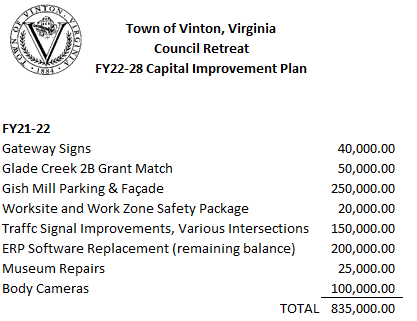 TOWN OF VINTON, VIRGINIA
V
1884
Town of Vinton, Virginia
Council Retreat
FY22-28 Capital Improvement Plan
FY21-22
Gateway Signs 40,000.00
Glade Creek 2B Grant Match 50,000.00
Gish Mill Parking & Façade 250,000.00
Worksite and Work Zone Safety Package 20,000.00
Traffc Signal Improvements, Various Intersections 150,000.00
ERP Software Replacement (remaining balance) 200,000.00
Museum Repairs 25,000.00
Body Cameras 100,000.00
TOTAL 835,000.00